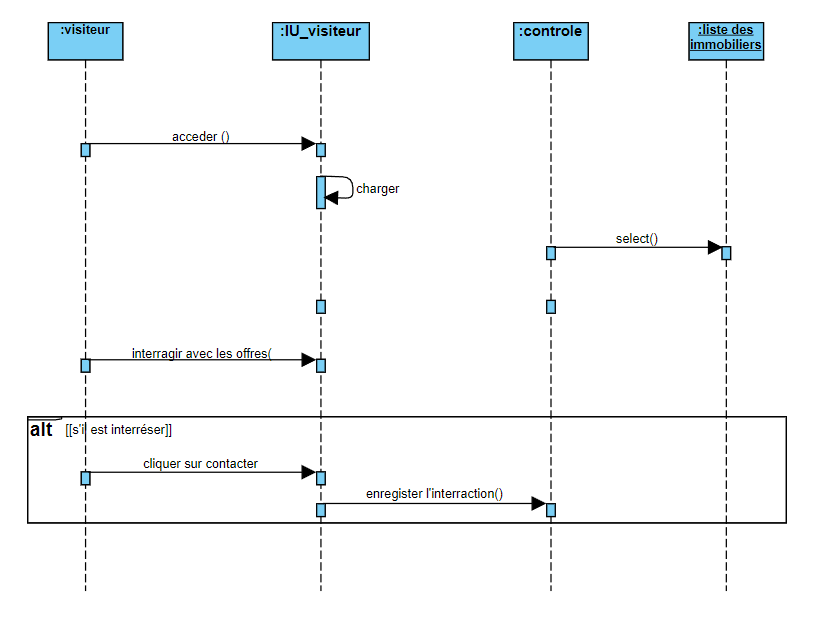 :visiteur
:IU_visiteur
:controle
:liste des
immobiliers
acceder ()
charger
select()
interragir avec les offres(
alt
[[s'il est interréser]]
cliquer sur contacter
enregister l'interraction()